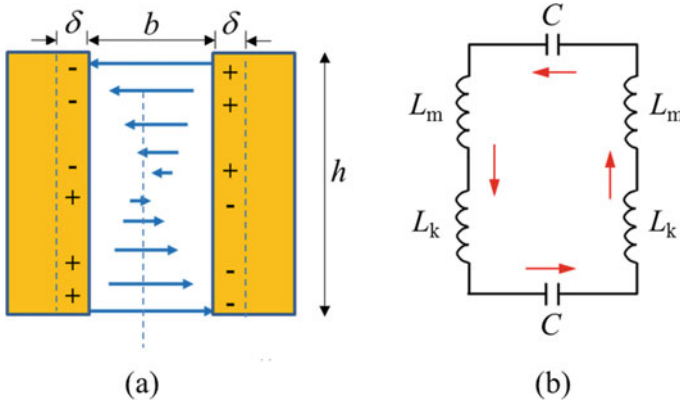 δ b δ
- +
- +
- +
+ -
+ -
+ -
h
(a)
C
L_m L_m
L_k L_k
C
(b)